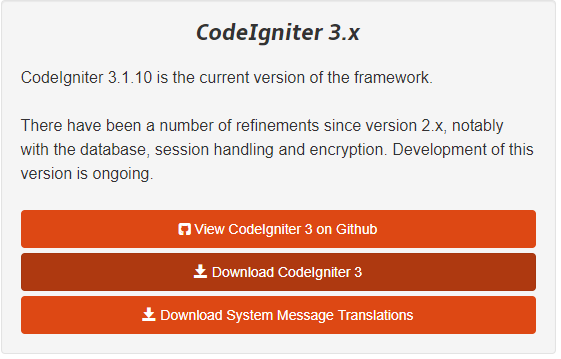 CodeIgniter 3.x
CodeIgniter 3.1.10 is the current version of the framework.
There have been a number of refinements since version 2.x, notably
with the database, session handling and encryption. Development of this
version is ongoing.
View CodeIgniter 3 on Github
Download CodeIgniter 3
Download System Message Translations